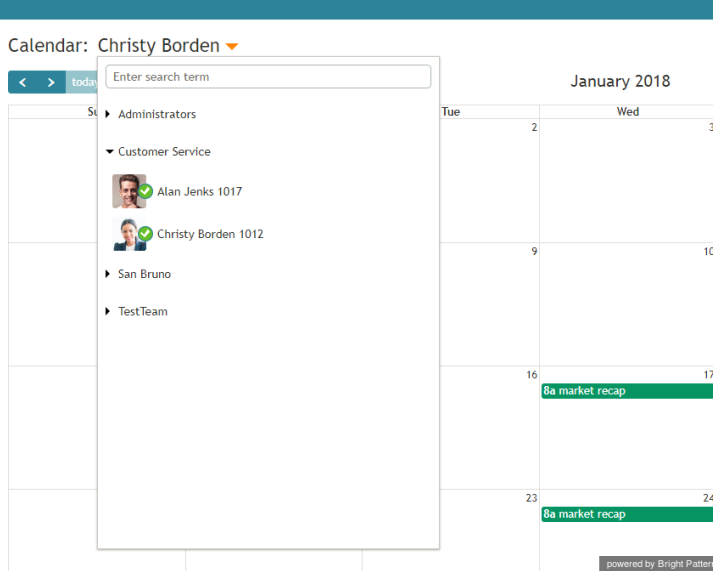 Calendar: Christy Borden
today
January 2018
Enter search term
Tue
Wed
Administrators
2
3
Customer Service
Alan Jenks 1017
Christy Borden 1012
9
10
San Bruno
TestTeam
16
17
8a market recap
23
24
8a market recap
powered by Bright Pattern